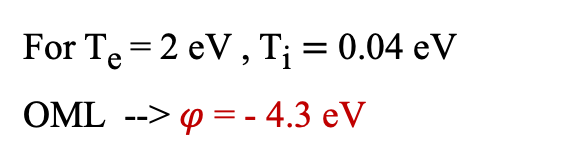 For Te = 2 eV , Ti = 0.04 eV
OML --> φ = - 4.3 eV